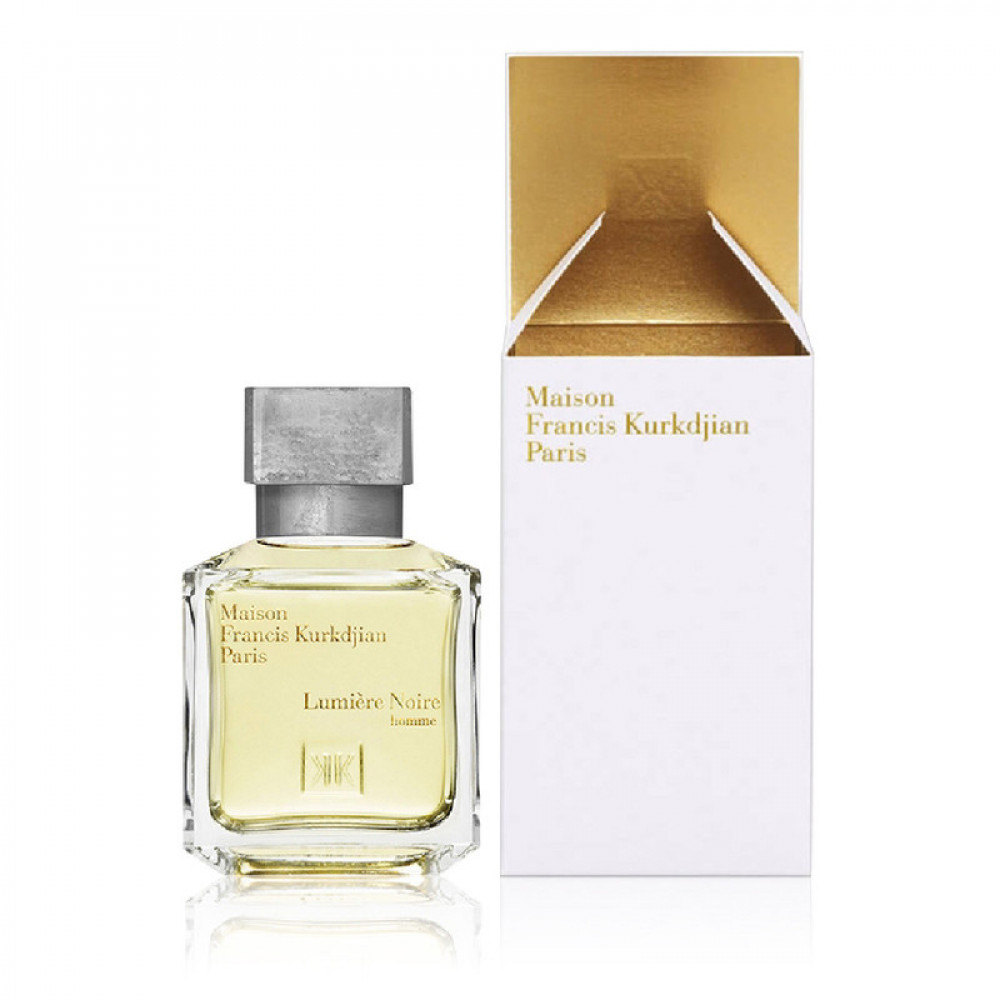 Maison
Francis Kurkdjian
Paris
Lumière Noire
homme
Maison
Francis Kurkdjian
Paris